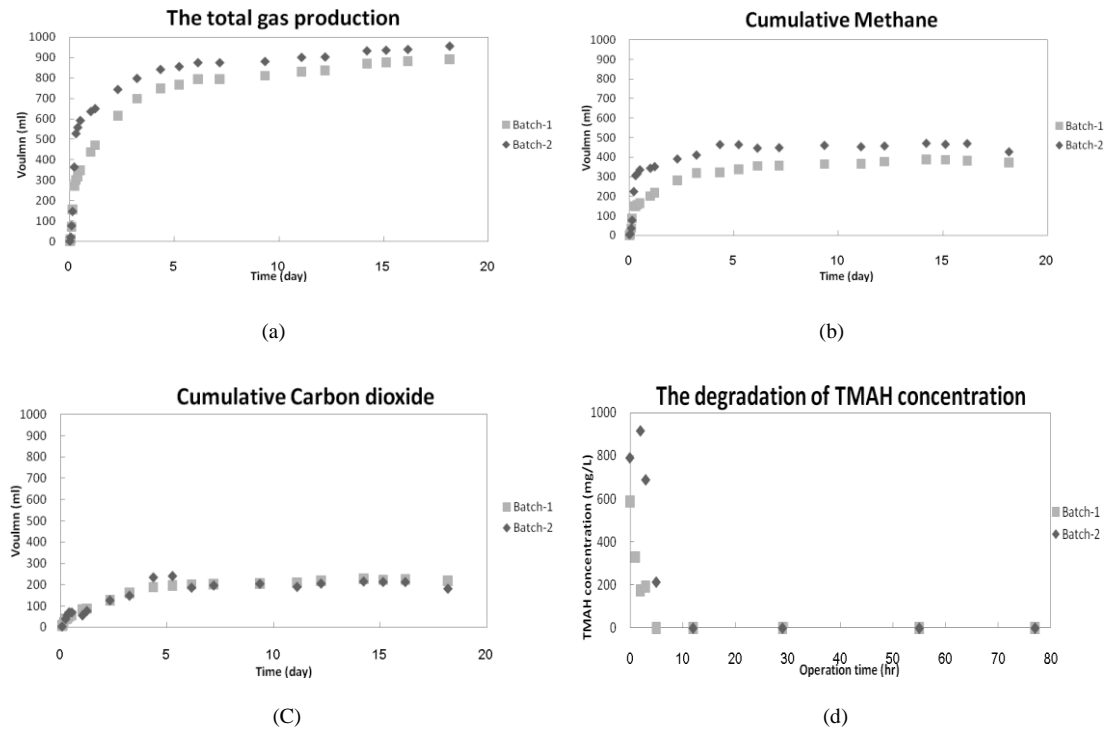 The total gas production
1000
900
800
700
600
500
400
300
200
100
0
Voulmn (ml)
0 5 10 15 20
Time (day)
Batch-1
Batch-2
(a)
Cumulative Methane
1000
900
800
700
600
500
400
300
200
100
0
Voulmn (ml)
0 5 10 15 20
Time (day)
Batch-1
Batch-2
(b)
Cumulative Carbon dioxide
1000
900
800
700
600
500
400
300
200
100
0
Voulmn (ml)
0 5 10 15 20
Time (day)
Batch-1
Batch-2
(C)
The degradation of TMAH concentration
1000
800
600
400
200
0
TMAH concentration (mg/L)
0 10 20 30 40 50 60 70 80
Operation time (hr)
Batch-1
Batch-2
(d)